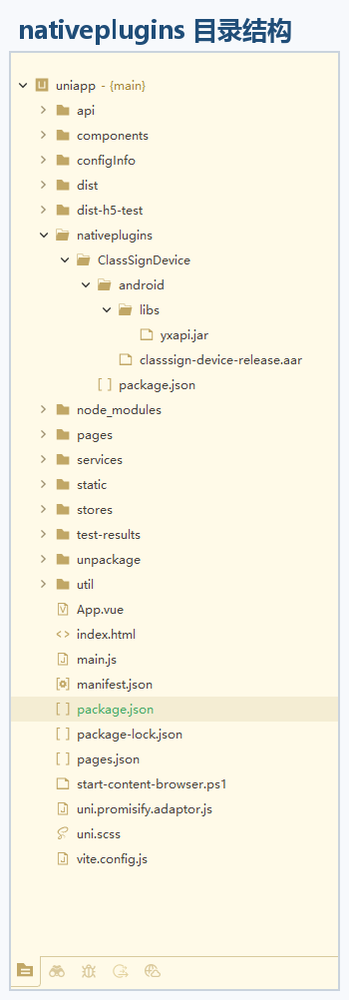 nativeplugins 目录结构
uniapp - {main}
api
components
configInfo
dist
dist-h5-test
nativeplugins
ClassSignDevice
android
libs
yxapi.jar
classsign-device-release.aar
package.json
node_modules
pages
services
static
stores
test-results
unpackage
util
App.vue
index.html
main.js
manifest.json
package.json
package-lock.json
pages.json
start-content-browser.ps1
uni.promisify.adaptor.js
uni.scss
vite.config.js